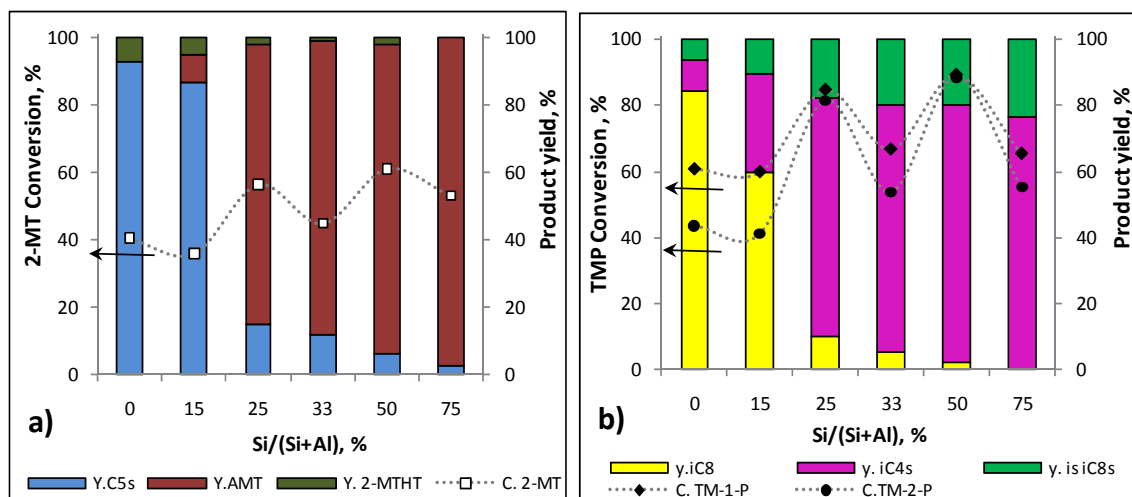 100
80
60
40
20
0
2-MT Conversion, %
100
80
60
40
20
0
Product yield, %
0 15 25 33 50 75
a)
Si/(Si+Al), %
Y.C5s Y.AMT Y. 2-MTHT C. 2-MT
100
80
60
40
20
0
TMP Conversion , %
100
80
60
40
20
0
Product yield, %
0 15 25 33 50 75
b)
Si/(Si+Al), %
y.iC8 y. iC4s y. is iC8s
C. TM-1-P C.TM-2-P